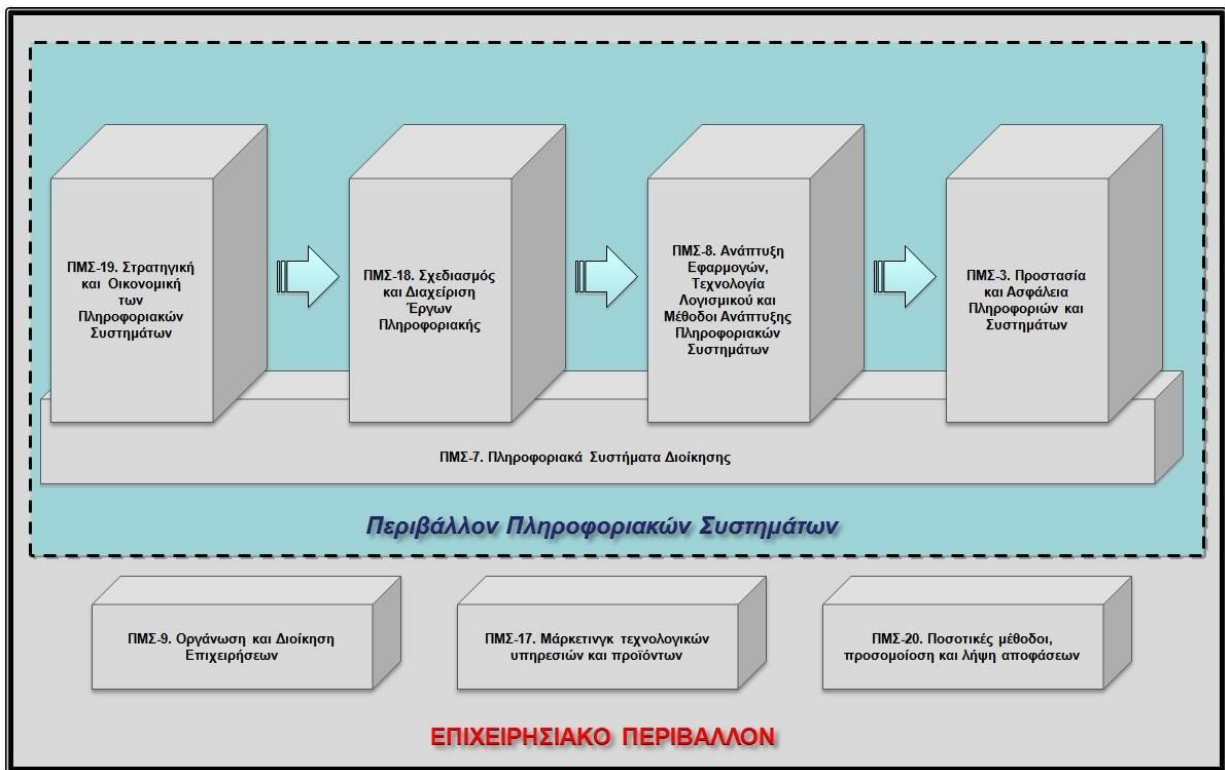 ΠΜΣ-19. Στρατηγική
και Οικονομική
των
Πληροφοριακών
Συστημάτων
ΠΜΣ-18. Σχεδιασμός
και Διαχείριση
Έργων
Πληροφοριακής
ΠΜΣ-8. Ανάπτυξη
Εφαρμογών,
Τεχνολογία
Λογισμικού και
Μέθοδοι Ανάπτυξης
Πληροφοριακών
Συστημάτων
ΠΜΣ-3. Προστασία
και Ασφάλεια
Πληροφοριών και
Συστημάτων
ΠΜΣ-7. Πληροφοριακά Συστήματα Διοίκησης
Περιβάλλον Πληροφοριακών Συστημάτων
ΠΜΣ-9. Οργάνωση και Διοίκηση
Επιχειρήσεων
ΠΜΣ-17. Μάρκετινγκ τεχνολογικών
υπηρεσιών και προϊόντων
ΠΜΣ-20. Ποσοτικές μέθοδοι,
προσομοίοση και λήψη αποφάσεων
ΕΠΙΧΕΙΡΗΣΙΑΚΟ ΠΕΡΙΒΑΛΛΟΝ